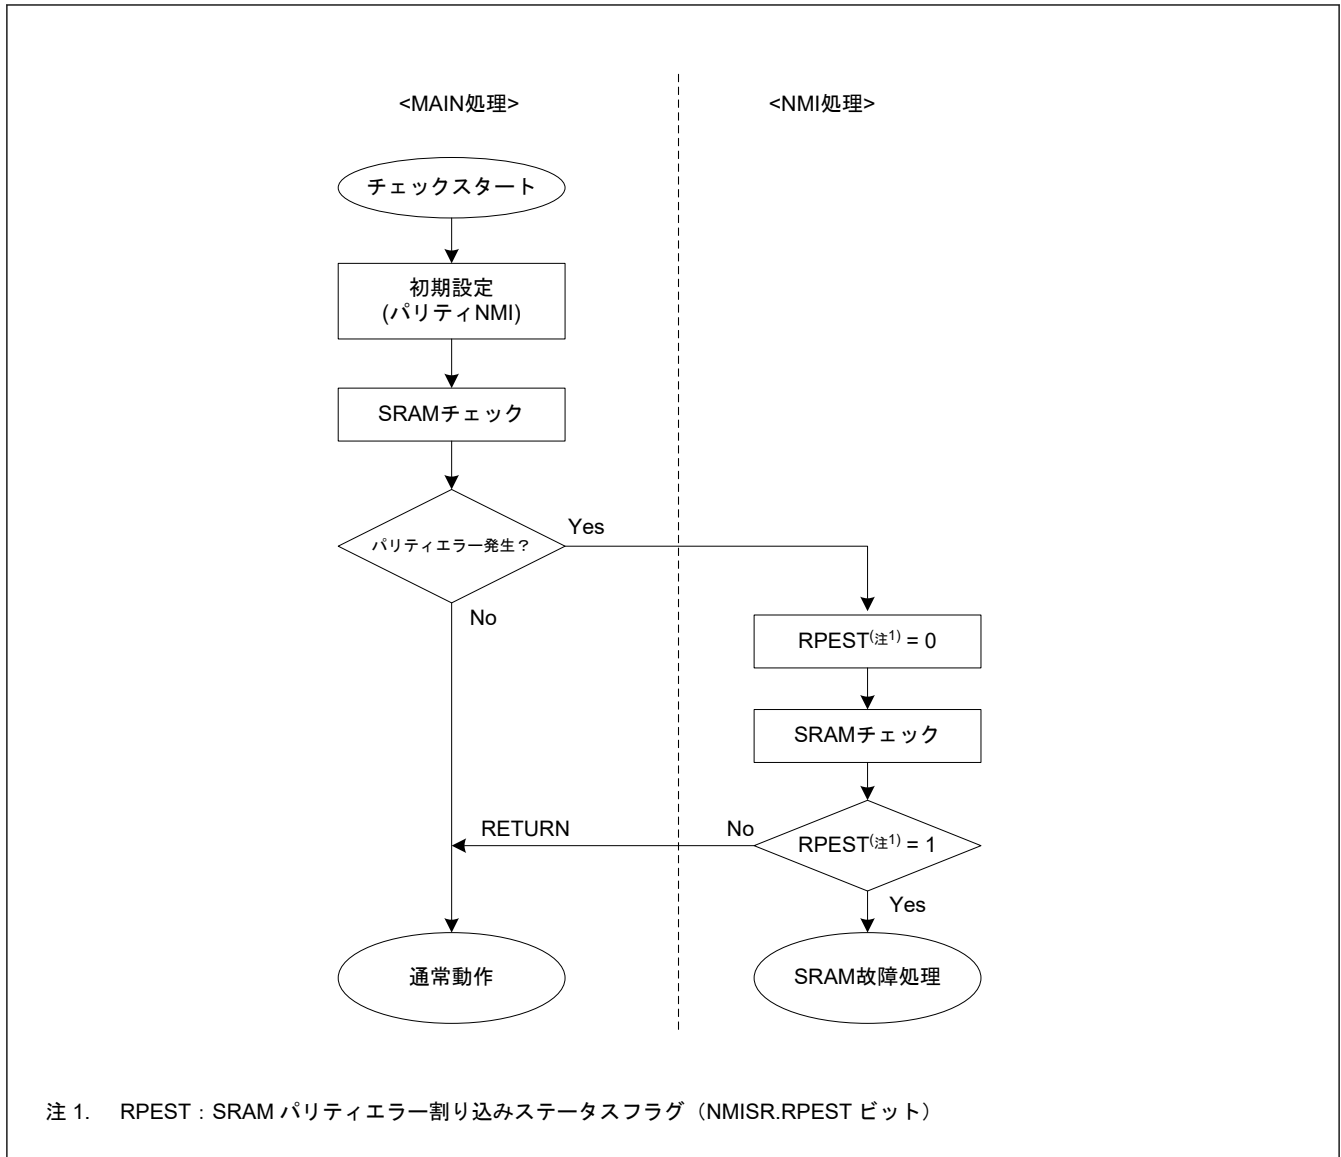 <MAIN処理>
<NMI処理>
チェックスタート
初期設定
(パリティNMI)
SRAMチェック
パリティエラー発生？
Yes
No
RPEST(注1) = 0
SRAMチェック
RPEST(注1) = 1
No
RETURN
Yes
通常動作
SRAM故障処理
注 1. RPEST：SRAM パリティエラー割り込みステータスフラグ（NMISR.RPEST ビット）